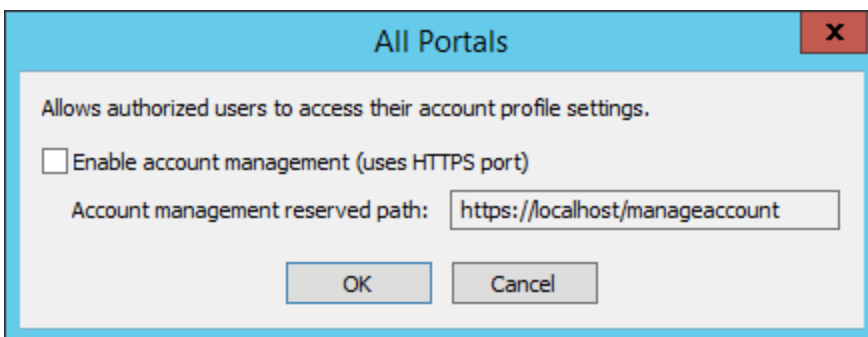 All Portals
x
Allows authorized users to access their account profile settings.
Enable account management (uses HTTPS port)
Account management reserved path: https://localhost/manageaccount
OK Cancel